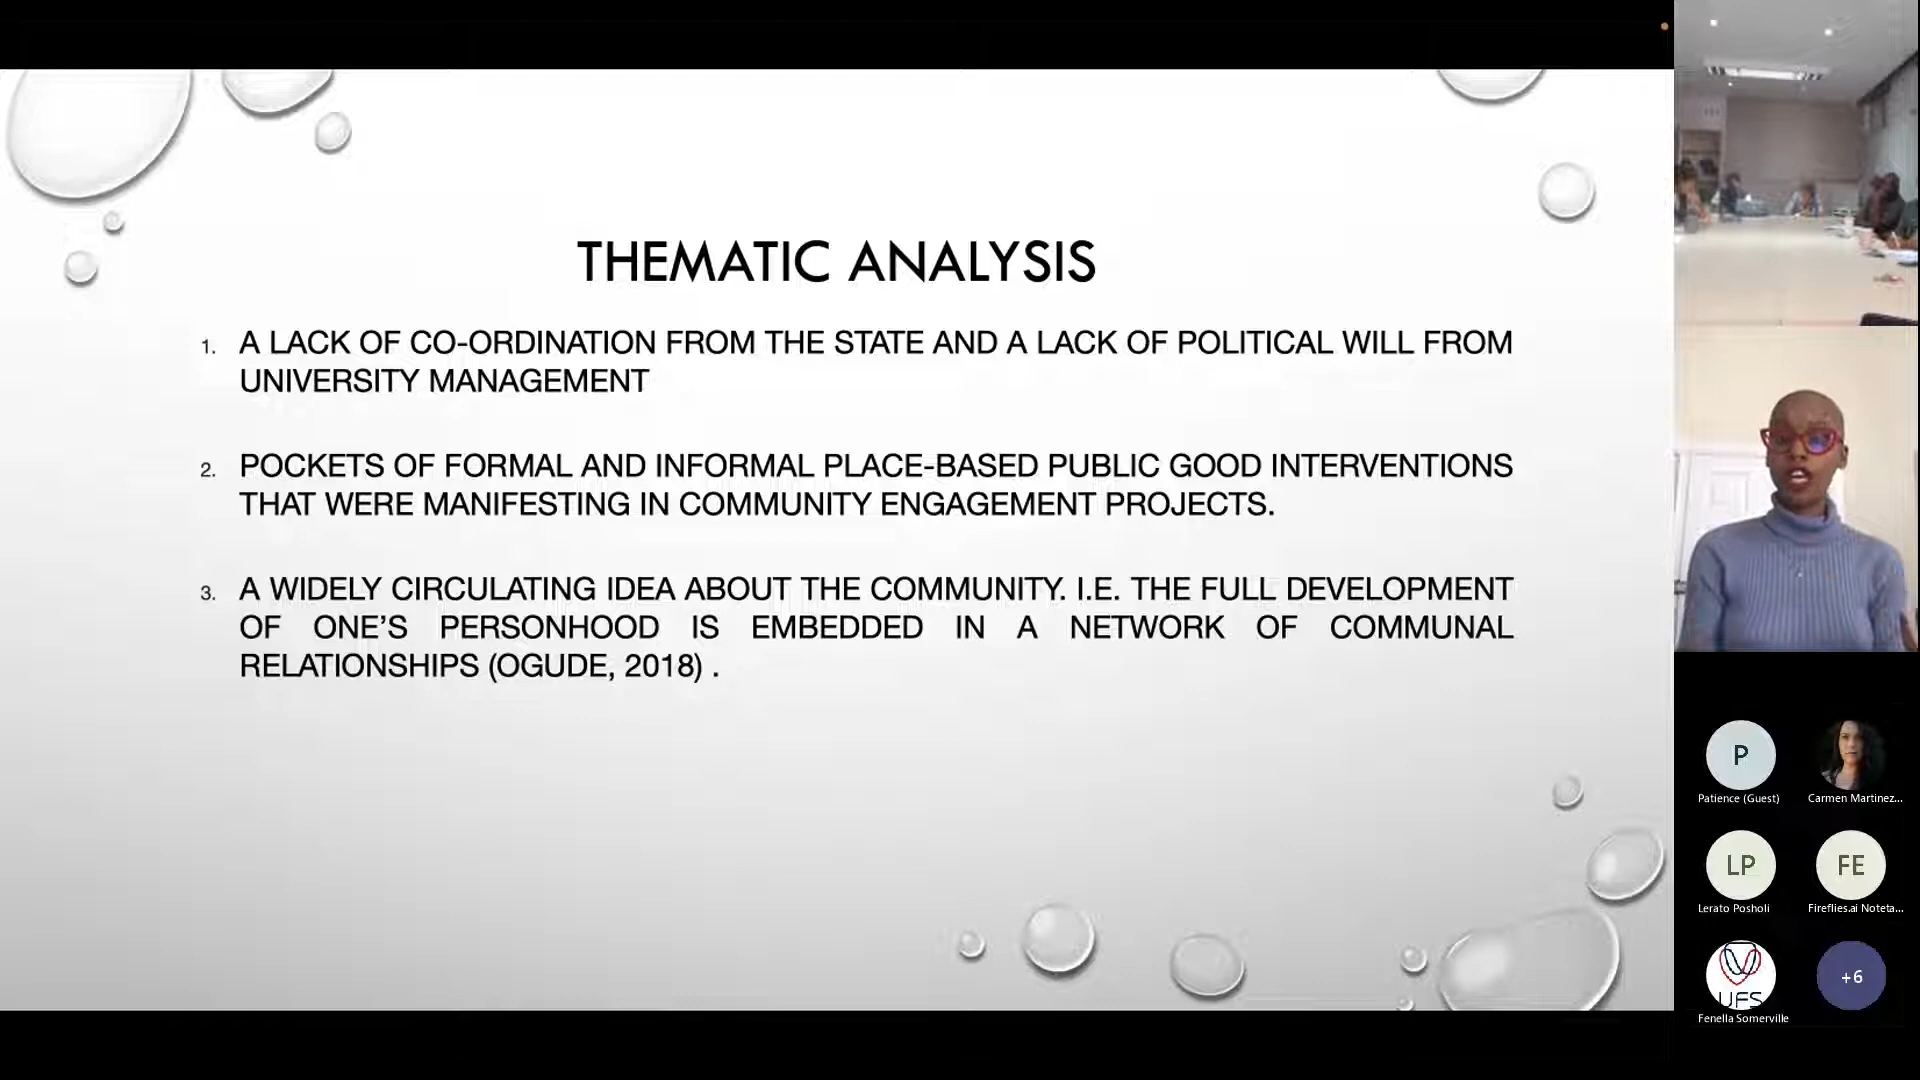 THEMATIC ANALYSIS
1. A LACK OF CO-ORDINATION FROM THE STATE AND A LACK OF POLITICAL WILL FROM
UNIVERSITY MANAGEMENT
2. POCKETS OF FORMAL AND INFORMAL PLACE-BASED PUBLIC GOOD INTERVENTIONS
THAT WERE MANIFESTING IN COMMUNITY ENGAGEMENT PROJECTS.
3. A WIDELY CIRCULATING IDEA ABOUT THE COMMUNITY. I.E. THE FULL DEVELOPMENT
OF ONE’S PERSONHOOD IS EMBEDDED IN A NETWORK OF COMMUNAL
RELATIONSHIPS (OGUDE, 2018) .
P
Patience (Guest)
Carmen Martinez...
LP
FE
Lerato Posholi
Fireflies.ai Noteta...
UFS
+6
Fenella Somerville